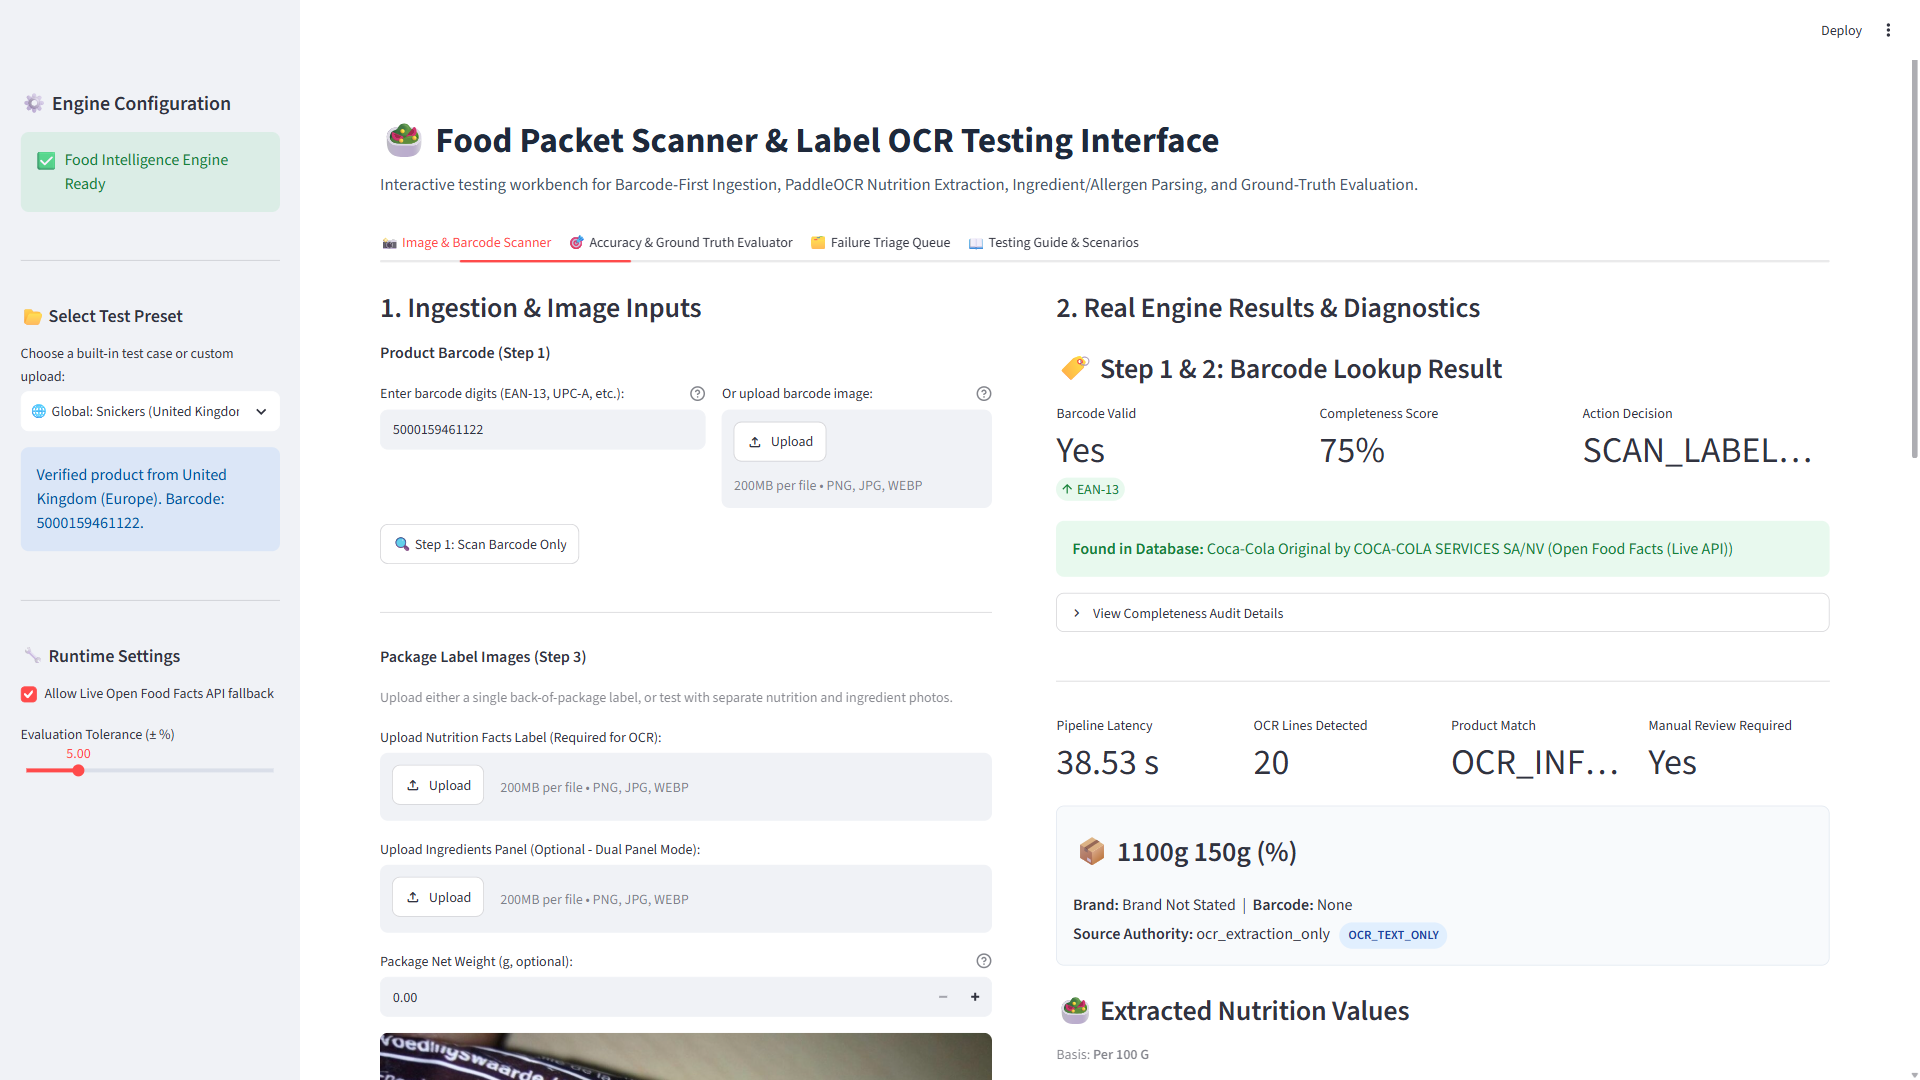 Deploy
Engine Configuration
Food Intelligence Engine
Ready
Select Test Preset
Choose a built-in test case or custom
upload:
Global: Snickers (United Kingdor
Verified product from United
Kingdom (Europe). Barcode:
5000159461122.
Runtime Settings
Allow Live Open Food Facts API fallback
Evaluation Tolerance (± %)
5.00
Food Packet Scanner & Label OCR Testing Interface
Interactive testing workbench for Barcode-First Ingestion, PaddleOCR Nutrition Extraction, Ingredient/Allergen Parsing, and Ground-Truth Evaluation.
Image & Barcode Scanner
Accuracy & Ground Truth Evaluator
Failure Triage Queue
Testing Guide & Scenarios
1. Ingestion & Image Inputs
Product Barcode (Step 1)
Enter barcode digits (EAN-13, UPC-A, etc.):
5000159461122
Or upload barcode image:
Upload
200MB per file • PNG, JPG, WEBP
Step 1: Scan Barcode Only
Package Label Images (Step 3)
Upload either a single back-of-package label, or test with separate nutrition and ingredient photos.
Upload Nutrition Facts Label (Required for OCR):
Upload
200MB per file • PNG, JPG, WEBP
Upload Ingredients Panel (Optional - Dual Panel Mode):
Upload
200MB per file • PNG, JPG, WEBP
Package Net Weight (g, optional):
0.00
Voedingswaarde
2. Real Engine Results & Diagnostics
Step 1 & 2: Barcode Lookup Result
Barcode Valid
Yes
↑ EAN-13
Completeness Score
75%
Action Decision
SCAN_LABEL…
Found in Database: Coca-Cola Original by COCA-COLA SERVICES SA/NV (Open Food Facts (Live API))
View Completeness Audit Details
Pipeline Latency
38.53 s
OCR Lines Detected
20
Product Match
OCR_INF…
Manual Review Required
Yes
1100g 150g (%)
Brand: Brand Not Stated | Barcode: None
Source Authority: ocr_extraction_only OCR_TEXT_ONLY
Extracted Nutrition Values
Basis: Per 100 G